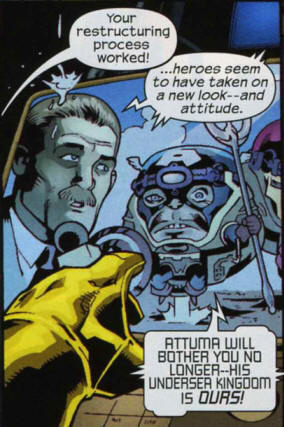 Your
restructuring
process
worked!
...heroes seem
to have taken on
a new look--and
attitude.
ATTUMA WILL
BOTHER YOU NO
LONGER--HIS
UNDERSEA KINGDOM
IS OURS!